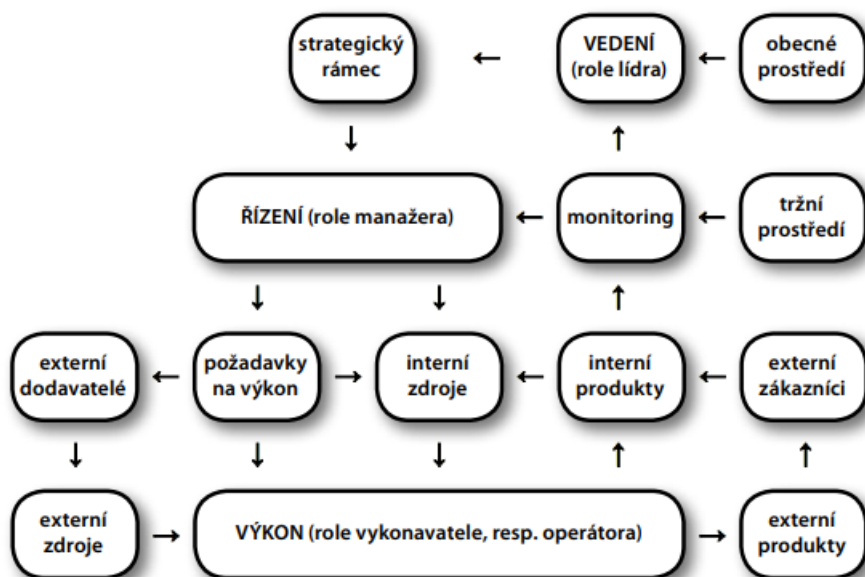 strategický
rámec
VEDENÍ
(role lídra)
obecné
prostředí
ŘÍZENÍ (role manažera)
monitoring
tržní
prostředí
externí
dodavatelé
požadavky
na výkon
interní
zdroje
interní
produkty
externí
zákazníci
externí
zdroje
VÝKON (role vykonavatele, resp. operátora)
externí
produkty